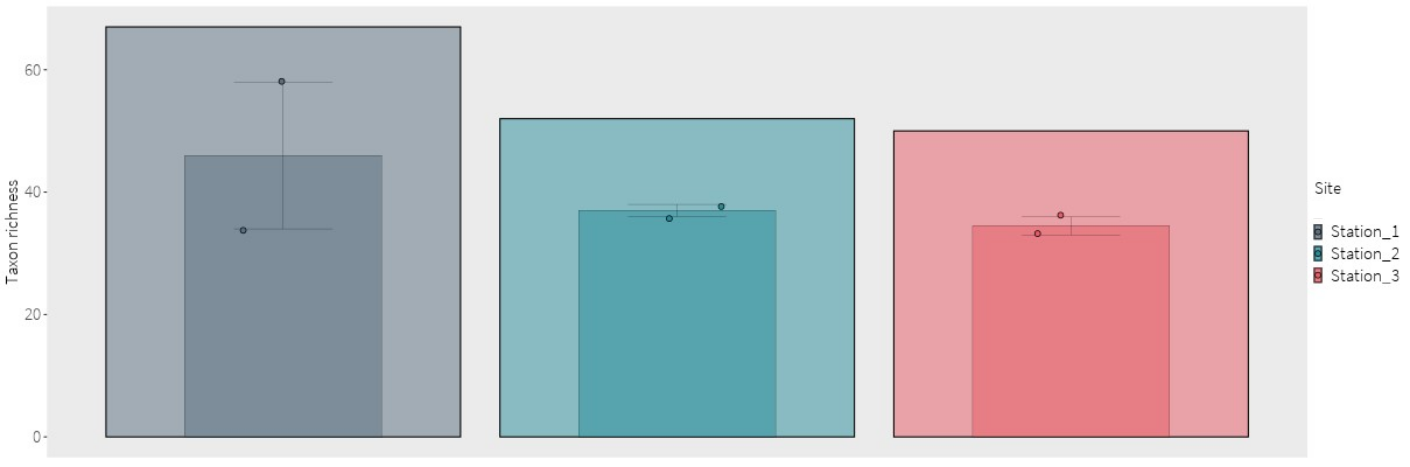 Taxon richness
60
40
20
0
Site
Station_1
Station_2
Station_3